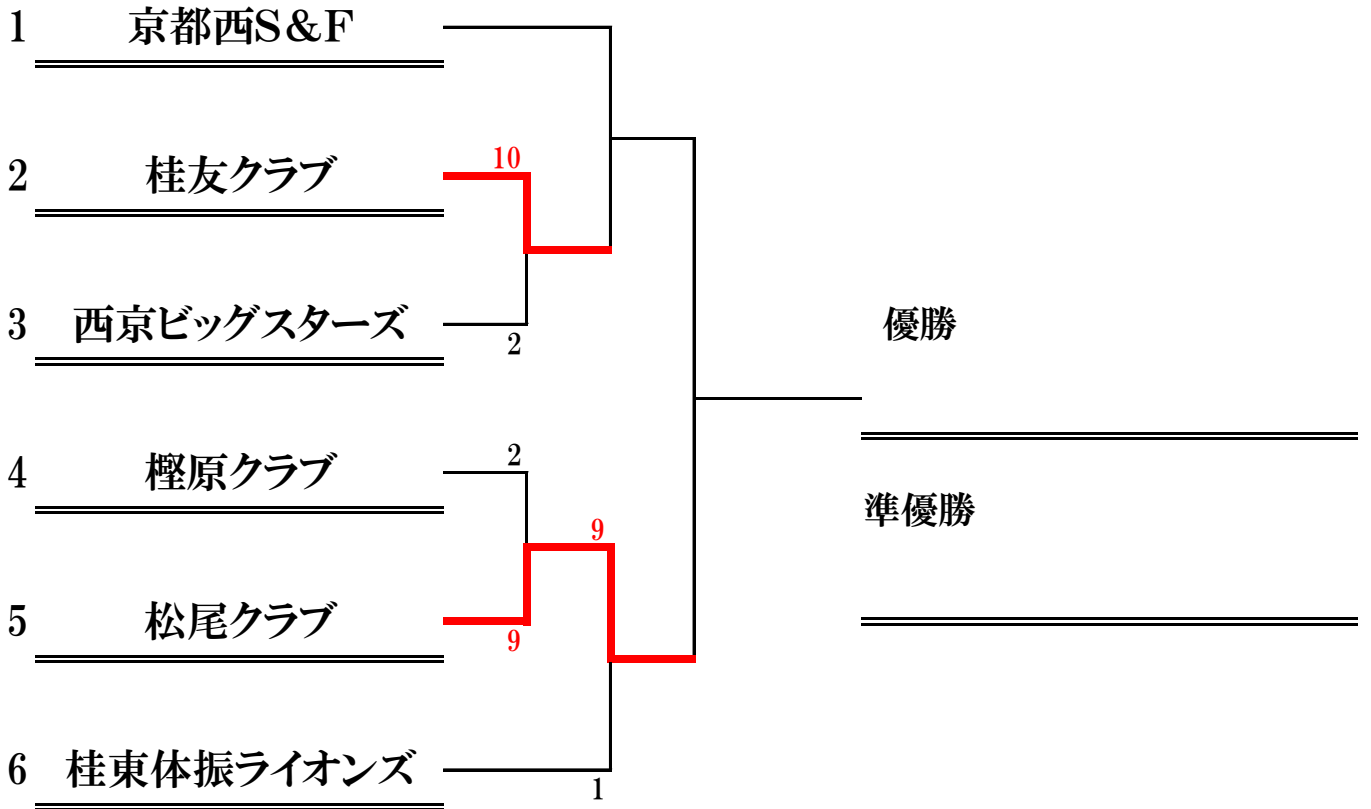 1 京都西S&F
10
2 桂友クラブ
3 西京ビッグスターズ
2
優勝
2
4 樫原クラブ
準優勝
9
5 松尾クラブ
9
6 桂東体振ライオンズ
1